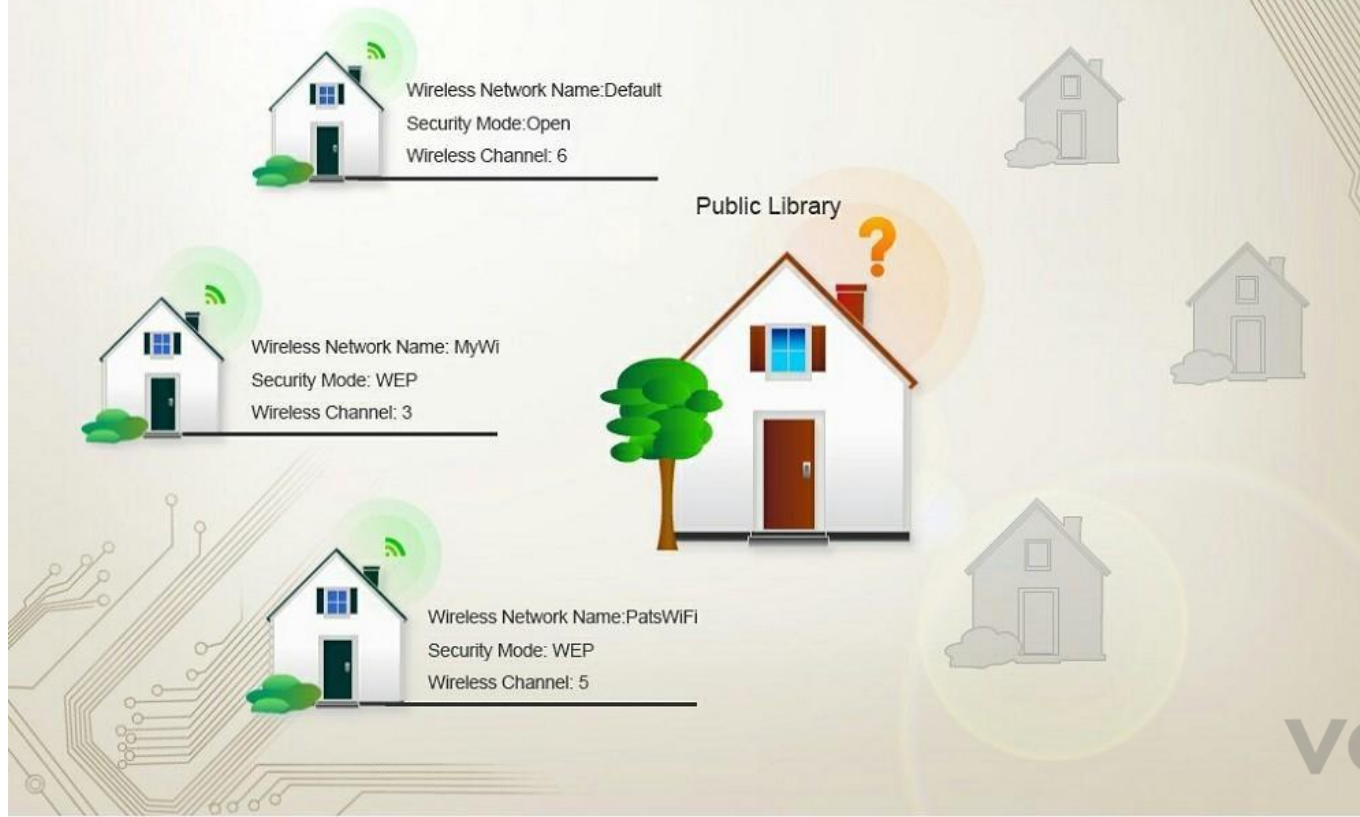 Wireless Network Name:Default
Security Mode:Open
Wireless Channel: 6
Public Library
?
Wireless Network Name: MyWi
Security Mode: WEP
Wireless Channel: 3
Wireless Network Name:PatsWiFi
Security Mode: WEP
Wireless Channel: 5